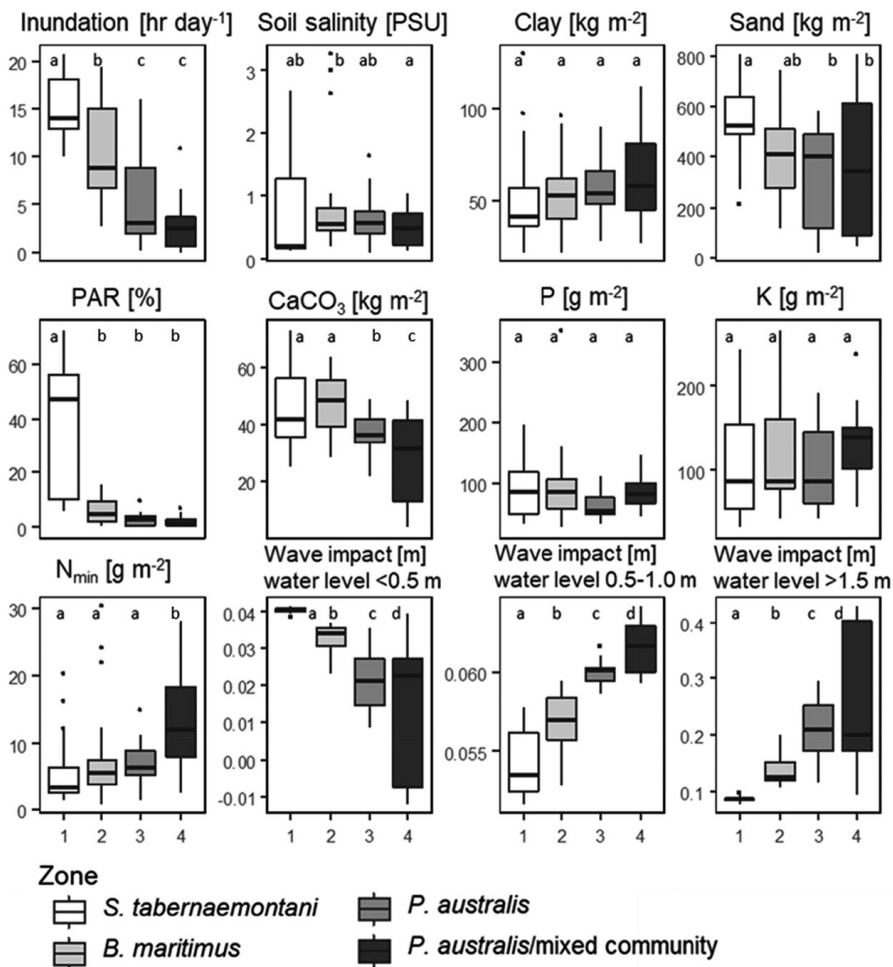 Inundation [hr day-1] Soil salinity [PSU] Clay [kg m-2] Sand [kg m-2]
20 a b c c
15
10
5
0
3 ab b ab a
2
1
0
100 a a a a
50
800 a ab b b
600
400
200
0
PAR [%] CaCO3 [kg m-2] P [g m-2] K [g m-2]
a b b b
60
40
20
0
a a b c
60
40
20
a a a a
300
200
100
a a a a
200
100
Nmin [g m-2] Wave impact [m] Wave impact [m] Wave impact [m]
water level <0.5 m water level 0.5-1.0 m water level >1.5 m
30 a a a b
20
10
0
0.04 a b c d
0.03
0.02
0.01
0.00
-0.01
a b c d
0.060
0.055
0.4 a b c d
0.3
0.2
0.1
1 2 3 4 1 2 3 4 1 2 3 4 1 2 3 4
Zone
S. tabernaemontani P. australis
B. maritimus P. australis/mixed community